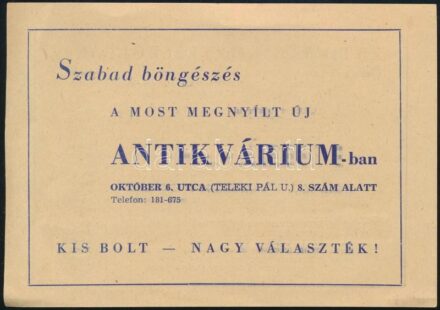 Szabad böngészés
A MOST MEGNYÍLT ÚJ
ANTIKVÁRIUM-ban
OKTÓBER 6. UTCA (TELEKI PÁL U.) 8. SZÁM ALATT
Telefon: 181-675
KIS BOLT — NAGY VÁLASZTÉK!